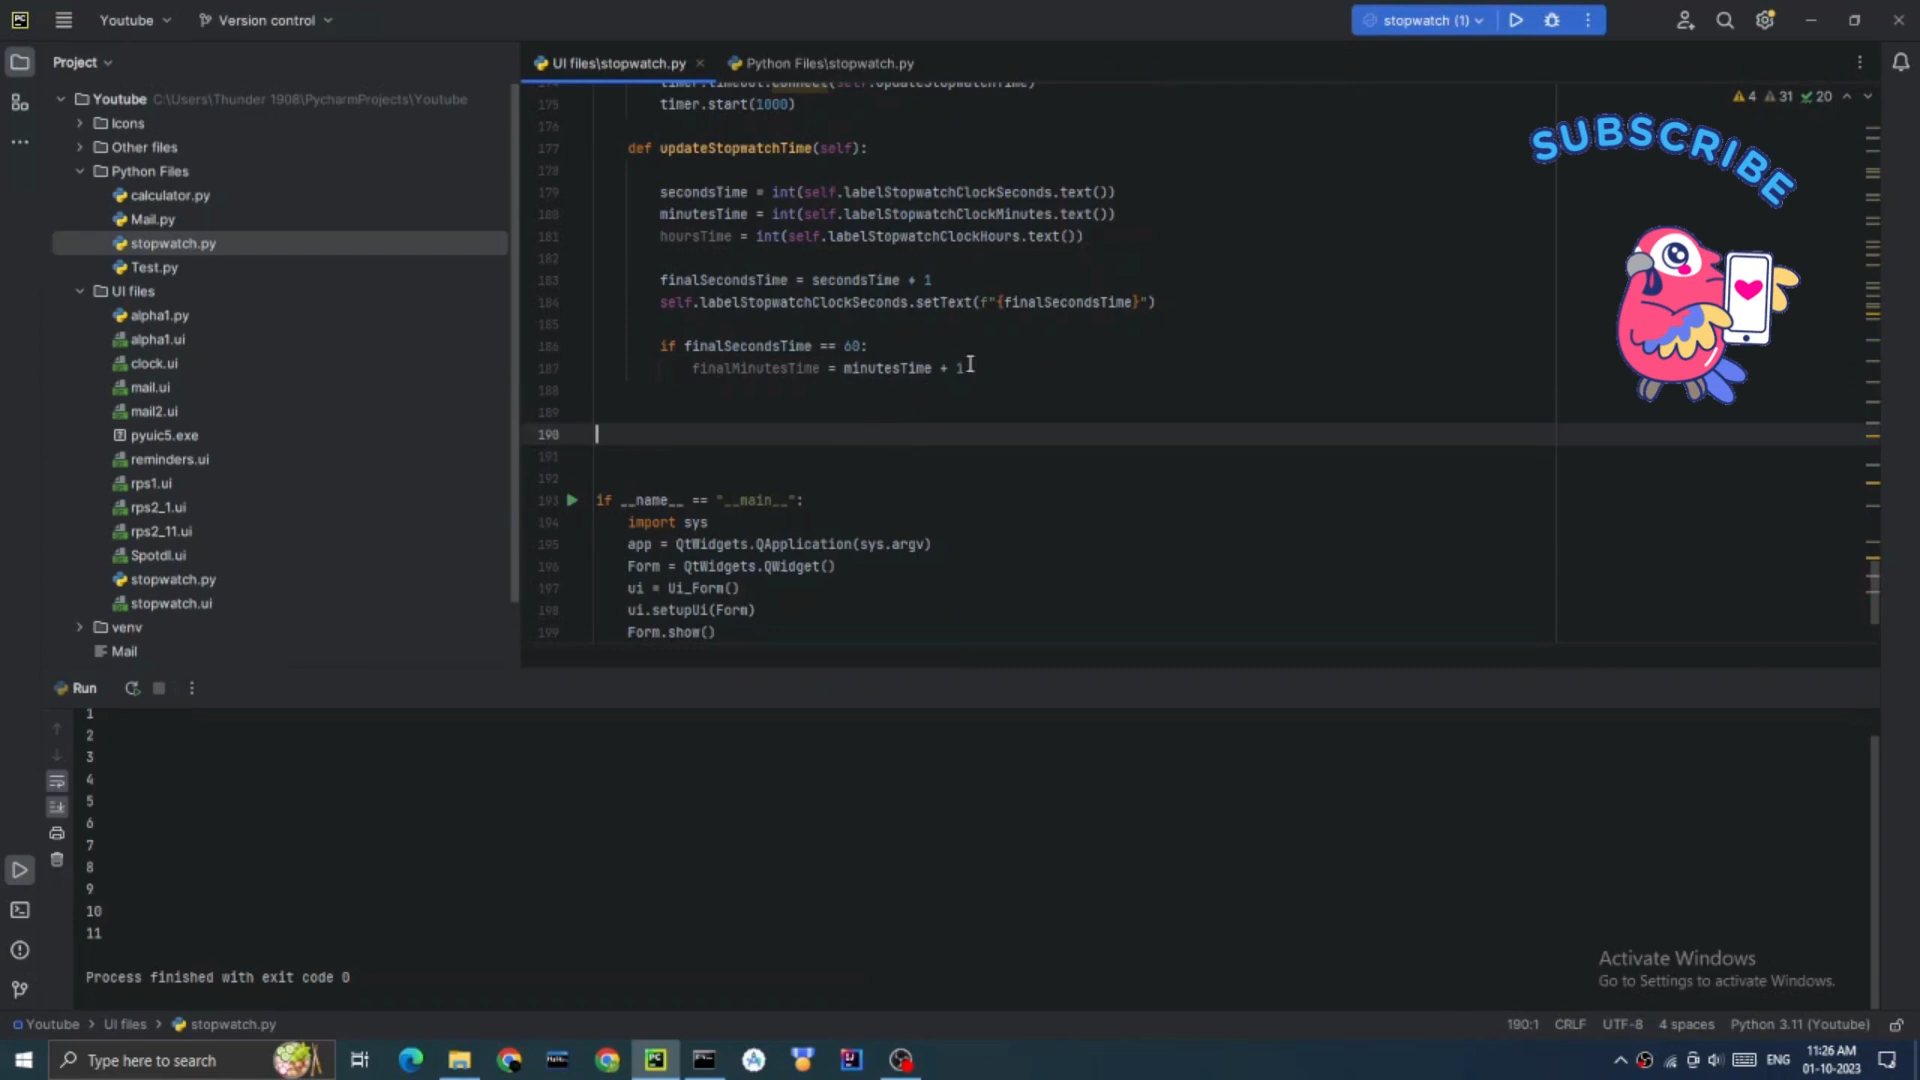 Youtube
Version control
stopwatch (1)
Project
UI files\stopwatch.py
Python Files\stopwatch.py
Youtube C:\Users\Thunder 1908\PycharmProjects\Youtube
Icons
Other files
Python Files
calculator.py
Mail.py
stopwatch.py
Test.py
UI files
alpha1.py
alpha1.ui
clock.ui
mail.ui
mail2.ui
pyuic5.exe
reminders.ui
rps1.ui
rps2_1.ui
rps2_11.ui
Spotdl.ui
stopwatch.py
stopwatch.ui
venv
Mail
4 31 20
174 timer.timeout.connect(self.updateStopwatchTime)
175 timer.start(1000)
176
177 def updateStopwatchTime(self):
178
179 secondsTime = int(self.labelStopwatchClockSeconds.text())
180 minutesTime = int(self.labelStopwatchClockMinutes.text())
181 hoursTime = int(self.labelStopwatchClockHours.text())
182
183 finalSecondsTime = secondsTime + 1
184 self.labelStopwatchClockSeconds.setText(f"{finalSecondsTime}")
185
186 if finalSecondsTime == 60:
187 finalMinutesTime = minutesTime + 1
188
189
190
191
192
193 if __name__ == "__main__":
194 import sys
195 app = QtWidgets.QApplication(sys.argv)
196 Form = QtWidgets.QWidget()
197 ui = Ui_Form()
198 ui.setupUi(Form)
199 Form.show()
SUBSCRIBE
Run
1
2
3
4
5
6
7
8
9
10
11
Process finished with exit code 0
Activate Windows
Go to Settings to activate Windows.
Youtube > UI files > stopwatch.py
190:1 CRLF UTF-8 4 spaces Python 3.11 (Youtube)
Type here to search
ENG
11:26 AM
01-10-2023